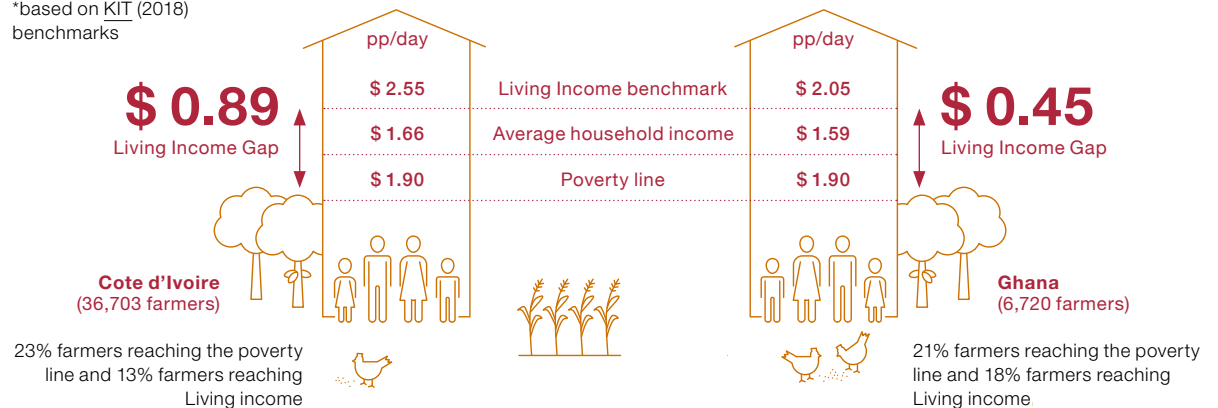 *based on KIT (2018)
benchmarks
pp/day
pp/day
$ 2.55 Living Income benchmark $ 2.05
$ 0.89
Living Income Gap
$ 0.45
Living Income Gap
$ 1.66 Average household income $ 1.59
$ 1.90 Poverty line $ 1.90
Cote d’Ivoire
(36,703 farmers)
Ghana
(6,720 farmers)
23% farmers reaching the poverty
line and 13% farmers reaching
Living income
21% farmers reaching the poverty
line and 18% farmers reaching
Living income